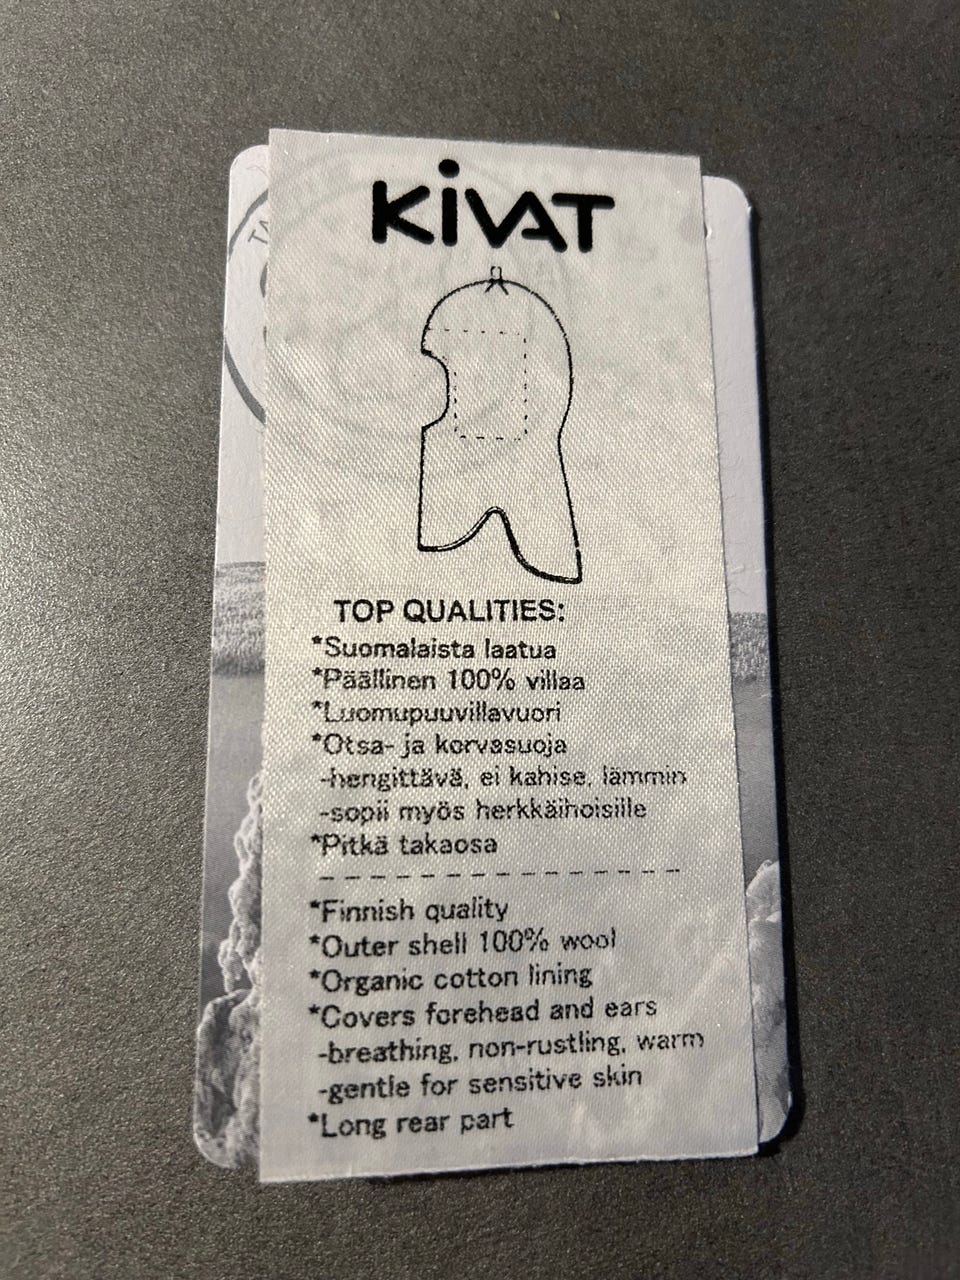 KIVAT
TOP QUALITIES:
*Suomalaista laatua
*Päällinen 100% villaa
*Luomupuuvillavuori
*Otsa- ja korvasuoja
-hengittävä, ei kahise, lämmin
-sopii myös herkkäihoisille
*Pitkä takaosa
*Finnish quality
*Outer shell 100% wool
*Organic cotton lining
*Covers forehead and ears
-breathing, non-rustling, warm
-gentle for sensitive skin
*Long rear part